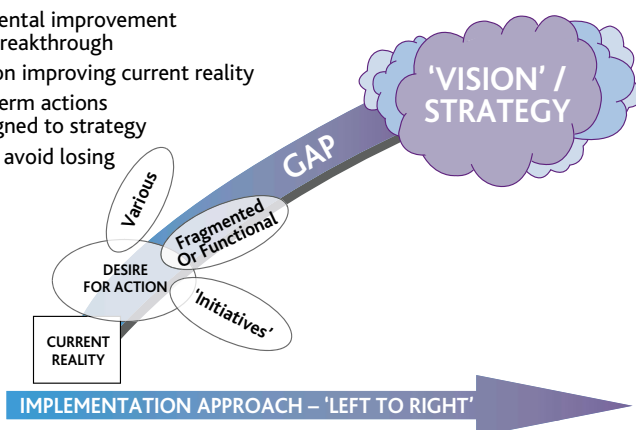 ental improvement
reakthrough
on improving current reality
erm actions
gned to strategy
avoid losing
'VISION' /
STRATEGY
GAP
Various
Fragmented
Or Functional
DESIRE
FOR ACTION
'Initiatives'
CURRENT
REALITY
IMPLEMENTATION APPROACH – 'LEFT TO RIGHT'